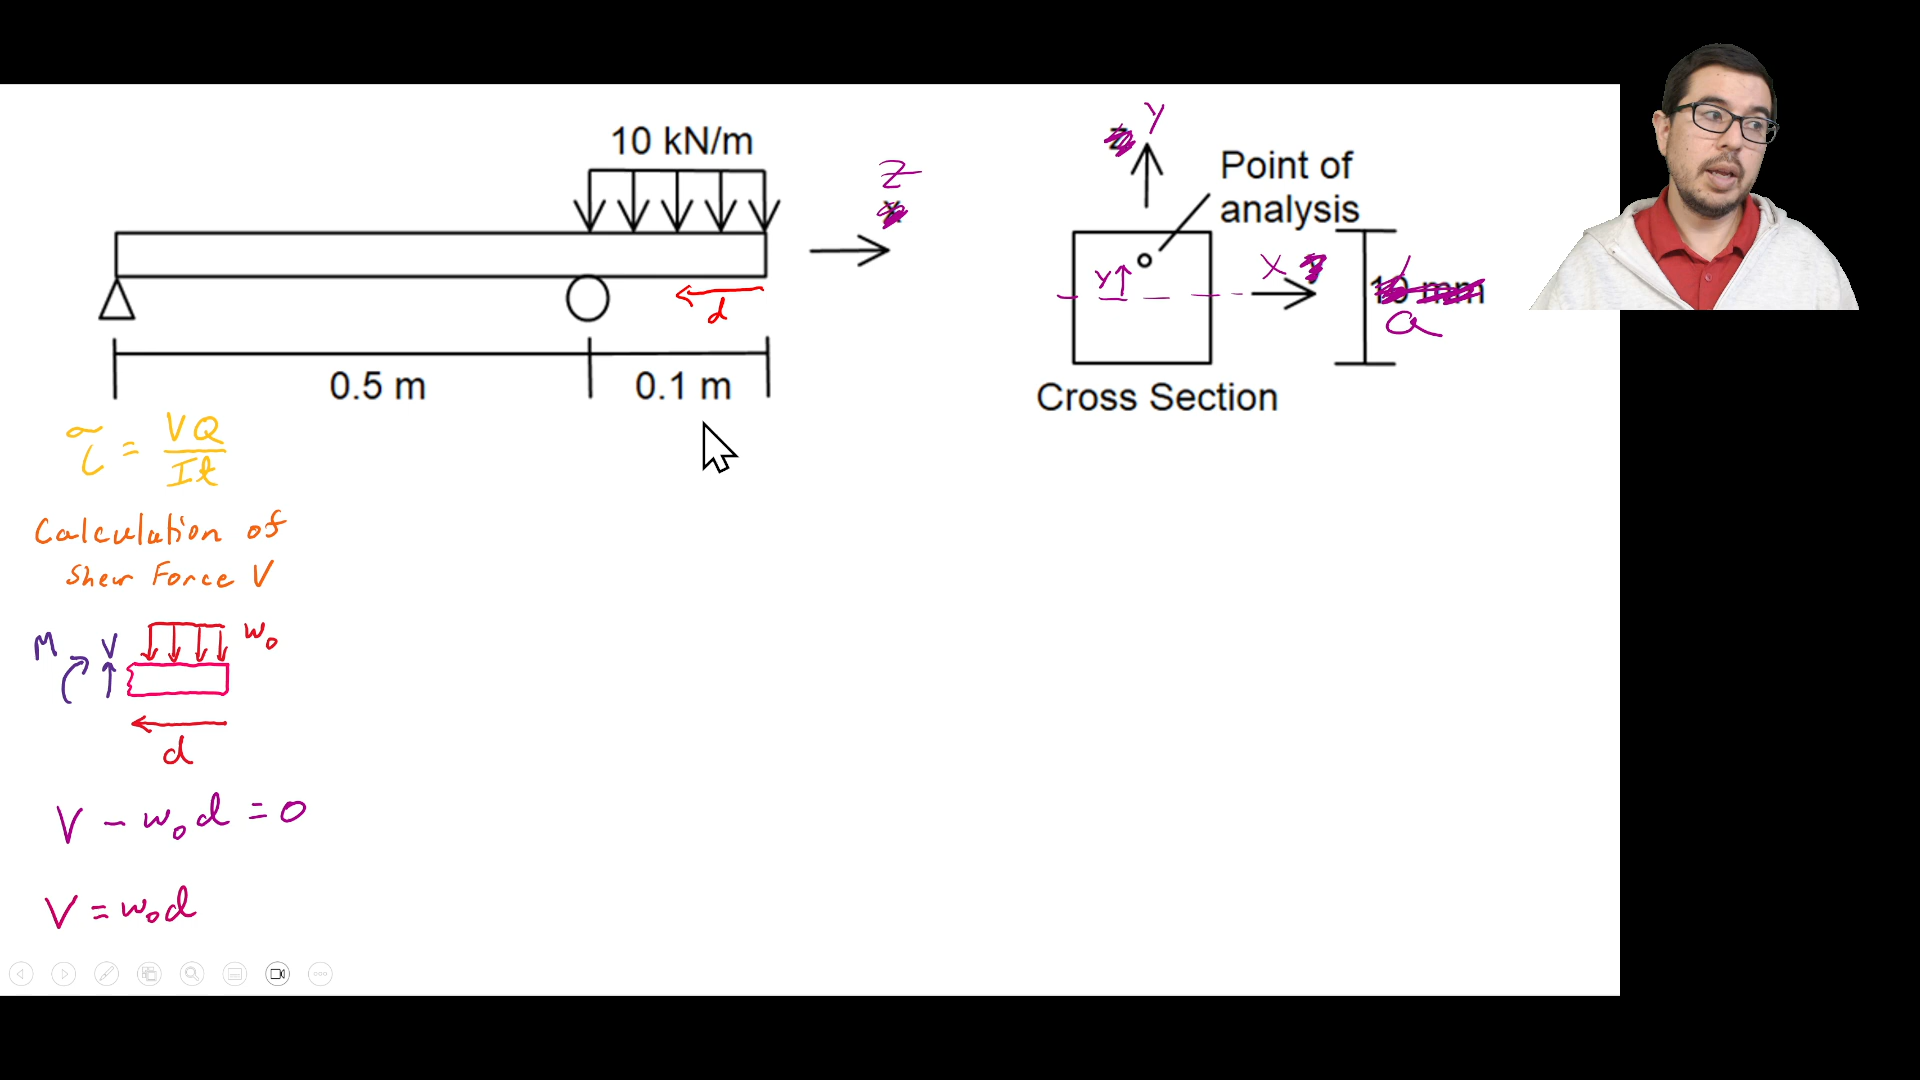 10 kN/m
Z
0.5 m
0.1 m
d
Y
Point of
analysis
Y
X
10 mm
a
Cross Section
τ = VQ / It
Calculation of
Shear Force V
M
V
w₀
d
V - w₀d = 0
V = w₀d